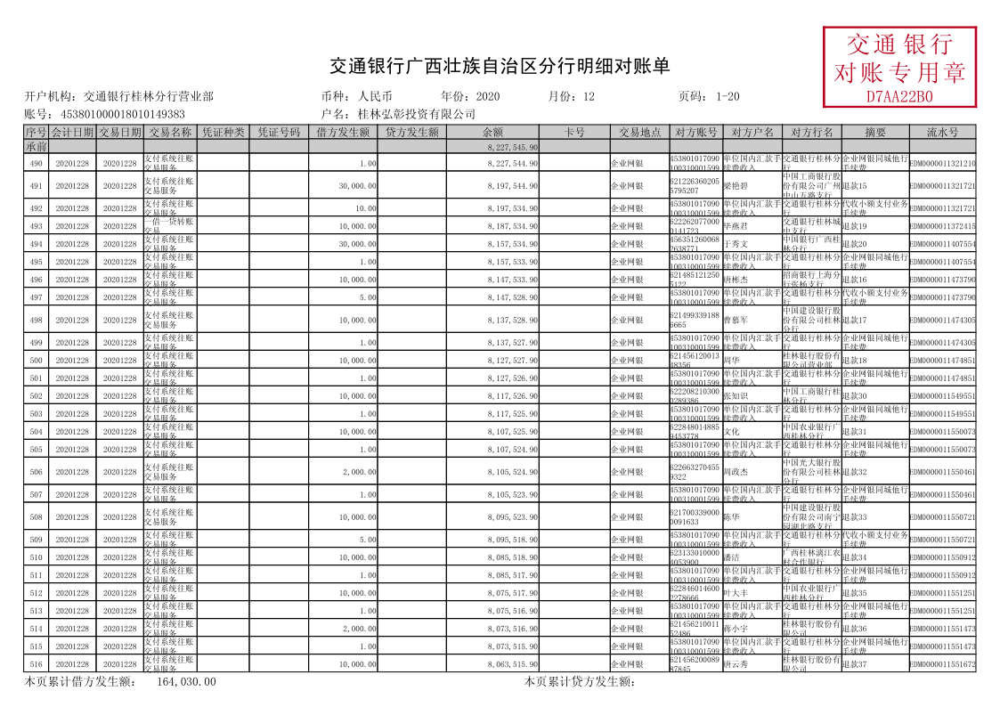 交通银行
对账专用章
D7AA22B0
交通银行广西壮族自治区分行明细对账单
开户机构: 交通银行桂林分行营业部 币种: 人民币 年份: 2020 月份: 12 页码: 1-20
账号: 453801000018010149383 户名: 桂林弘彰投资有限公司
序号 会计日期 交易日期 交易名称 凭证种类 凭证号码 借方发生额 贷方发生额 余额 卡号 交易地点 对方账号 对方户名 对方行名 摘要 流水号
承前 8,227,545.90
490 20201228 20201228 支付系统往账交易服务 1.00 8,227,544.90 企业网银 453801017090100310001599 单位国内汇款手续费收入 交通银行桂林分行 企业网银同城他行手续费 EDM0000011321210
491 20201228 20201228 支付系统往账交易服务 30,000.00 8,197,544.90 企业网银 6212263602055795207 梁艳碧 中国工商银行股份有限公司广州中山五路支行 退款15 EDM0000011321721
492 20201228 20201228 支付系统往账交易服务 10.00 8,197,534.90 企业网银 453801017090100310001599 单位国内汇款手续费收入 交通银行桂林分行 代收小额支付业务手续费 EDM0000011321721
493 20201228 20201228 一借一贷转账交易 10,000.00 8,187,534.90 企业网银 6222620770000141723 毕燕君 交通银行桂林城中支行 退款19 EDM0000011372415
494 20201228 20201228 支付系统往账交易服务 30,000.00 8,157,534.90 企业网银 4563512600682638771 于秀文 中国银行广西桂林分行 退款20 EDM0000011407554
495 20201228 20201228 支付系统往账交易服务 1.00 8,157,533.90 企业网银 453801017090100310001599 单位国内汇款手续费收入 交通银行桂林分行 企业网银同城他行手续费 EDM0000011407554
496 20201228 20201228 支付系统往账交易服务 10,000.00 8,147,533.90 企业网银 6214851212505122 唐彬杰 招商银行上海分行张杨支行 退款16 EDM0000011473790
497 20201228 20201228 支付系统往账交易服务 5.00 8,147,528.90 企业网银 453801017090100310001599 单位国内汇款手续费收入 交通银行桂林分行 代收小额支付业务手续费 EDM0000011473790
498 20201228 20201228 支付系统往账交易服务 10,000.00 8,137,528.90 企业网银 6214993391886665 曹慕军 中国建设银行股份有限公司桂林分行 退款17 EDM0000011474305
499 20201228 20201228 支付系统往账交易服务 1.00 8,137,527.90 企业网银 453801017090100310001599 单位国内汇款手续费收入 交通银行桂林分行 企业网银同城他行手续费 EDM0000011474305
500 20201228 20201228 支付系统往账交易服务 10,000.00 8,127,527.90 企业网银 62145612001348356 周华 桂林银行股份有限公司营业部 退款18 EDM0000011474851
501 20201228 20201228 支付系统往账交易服务 1.00 8,127,526.90 企业网银 453801017090100310001599 单位国内汇款手续费收入 交通银行桂林分行 企业网银同城他行手续费 EDM0000011474851
502 20201228 20201228 支付系统往账交易服务 10,000.00 8,117,526.90 企业网银 6222082103000289386 张知识 中国工商银行桂林分行 退款30 EDM0000011549551
503 20201228 20201228 支付系统往账交易服务 1.00 8,117,525.90 企业网银 453801017090100310001599 单位国内汇款手续费收入 交通银行桂林分行 企业网银同城他行手续费 EDM0000011549551
504 20201228 20201228 支付系统往账交易服务 10,000.00 8,107,525.90 企业网银 6228480148859453778 文化 中国农业银行广西桂林分行 退款31 EDM0000011550073
505 20201228 20201228 支付系统往账交易服务 1.00 8,107,524.90 企业网银 453801017090100310001599 单位国内汇款手续费收入 交通银行桂林分行 企业网银同城他行手续费 EDM0000011550073
506 20201228 20201228 支付系统往账交易服务 2,000.00 8,105,524.90 企业网银 6226632704559322 周政杰 中国光大银行股份有限公司桂林分行 退款32 EDM0000011550461
507 20201228 20201228 支付系统往账交易服务 1.00 8,105,523.90 企业网银 453801017090100310001599 单位国内汇款手续费收入 交通银行桂林分行 企业网银同城他行手续费 EDM0000011550461
508 20201228 20201228 支付系统往账交易服务 10,000.00 8,095,523.90 企业网银 6217003390000091633 陈华 中国建设银行股份有限公司南宁园湖北路支行 退款33 EDM0000011550721
509 20201228 20201228 支付系统往账交易服务 5.00 8,095,518.90 企业网银 453801017090100310001599 单位国内汇款手续费收入 交通银行桂林分行 代收小额支付业务手续费 EDM0000011550721
510 20201228 20201228 支付系统往账交易服务 10,000.00 8,085,518.90 企业网银 6231330100004053900 潘洁 广西桂林漓江农村合作银行 退款34 EDM0000011550912
511 20201228 20201228 支付系统往账交易服务 1.00 8,085,517.90 企业网银 453801017090100310001599 单位国内汇款手续费收入 交通银行桂林分行 企业网银同城他行手续费 EDM0000011550912
512 20201228 20201228 支付系统往账交易服务 10,000.00 8,075,517.90 企业网银 6228460146002278666 叶大丰 中国农业银行广西桂林分行 退款35 EDM0000011551251
513 20201228 20201228 支付系统往账交易服务 1.00 8,075,516.90 企业网银 453801017090100310001599 单位国内汇款手续费收入 交通银行桂林分行 企业网银同城他行手续费 EDM0000011551251
514 20201228 20201228 支付系统往账交易服务 2,000.00 8,073,516.90 企业网银 62145621001152486 蒋小宇 桂林银行股份有限公司 退款36 EDM0000011551473
515 20201228 20201228 支付系统往账交易服务 1.00 8,073,515.90 企业网银 453801017090100310001599 单位国内汇款手续费收入 交通银行桂林分行 企业网银同城他行手续费 EDM0000011551473
516 20201228 20201228 支付系统往账交易服务 10,000.00 8,063,515.90 企业网银 62145620008987845 唐云秀 桂林银行股份有限公司 退款37 EDM0000011551672
本页累计借方发生额: 164,030.00 本页累计贷方发生额: